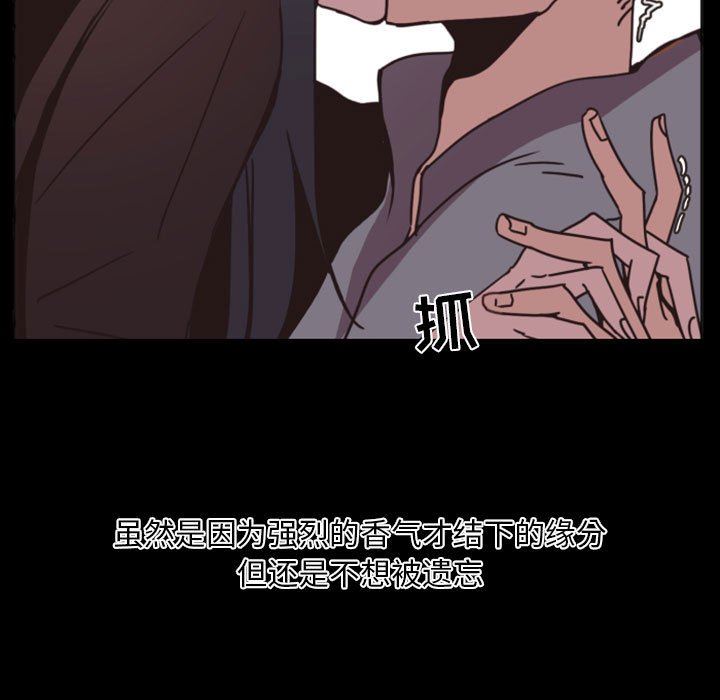 抓
虽然是因为强烈的香气才结下的缘分
但还是不想被遗忘